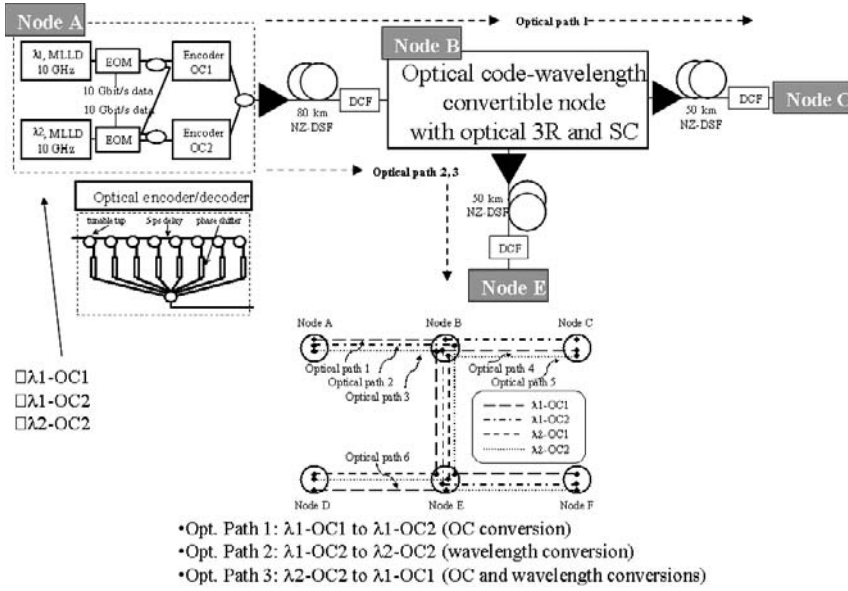 Node A
Optical path 1
Node B
λ1, MLLD
10 GHz
EOM
Encoder
OC1
10 Gbit/s data
10 Gbit/s data
λ2, MLLD
10 GHz
EOM
Encoder
OC2
80 km
NZ-DSF
DCF
Optical code-wavelength
convertible node
with optical 3R and SC
50 km
NZ-DSF
DCF
Node C
Optical path 2, 3
50 km
NZ-DSF
DCF
Node E
Optical encoder/decoder
tunable tap
5-ps delay
phase shifter
□λ1-OC1
□λ1-OC2
□λ2-OC2
Node A
Node B
Node C
Optical path 1
Optical path 2
Optical path 3
Optical path 4
Optical path 5
λ1-OC1
λ1-OC2
λ2-OC1
λ2-OC2
Optical path 6
Node D
Node E
Node F
•Opt. Path 1: λ1-OC1 to λ1-OC2 (OC conversion)
•Opt. Path 2: λ1-OC2 to λ2-OC2 (wavelength conversion)
•Opt. Path 3: λ2-OC2 to λ1-OC1 (OC and wavelength conversions)